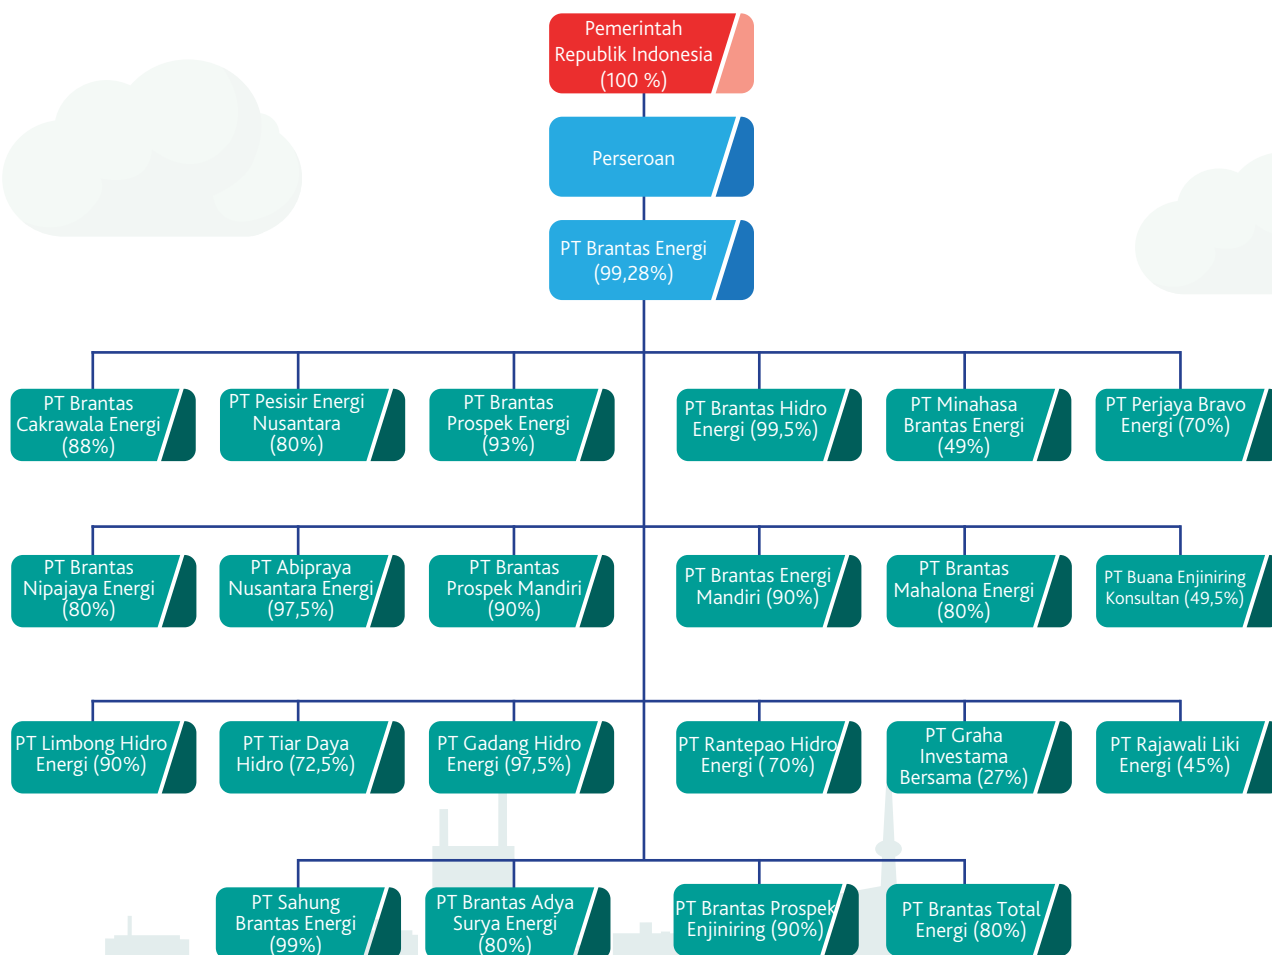 Pemerintah
Republik Indonesia
(100 %)
Perseroan
PT Brantas Energi
(99,28%)
PT Brantas
Cakrawala Energi
(88%)
PT Pesisir Energi
Nusantara
(80%)
PT Brantas
Prospek Energi
(93%)
PT Brantas Hidro
Energi (99,5%)
PT Minahasa
Brantas Energi
(49%)
PT Perjaya Bravo
Energi (70%)
PT Brantas
Nipajaya Energi
(80%)
PT Abipraya
Nusantara Energi
(97,5%)
PT Brantas
Prospek Mandiri
(90%)
PT Brantas Energi
Mandiri (90%)
PT Brantas
Mahalona Energi
(80%)
PT Buana Enjiniring
Konsultan (49,5%)
PT Limbong Hidro
Energi (90%)
PT Tiar Daya
Hidro (72,5%)
PT Gadang Hidro
Energi (97,5%)
PT Rantepao Hidro
Energi ( 70%)
PT Graha
Investama
Bersama (27%)
PT Rajawali Liki
Energi (45%)
PT Sahung
Brantas Energi
(99%)
PT Brantas Adya
Surya Energi
(80%)
PT Brantas Prospek
Enjiniring (90%)
PT Brantas Total
Energi (80%)